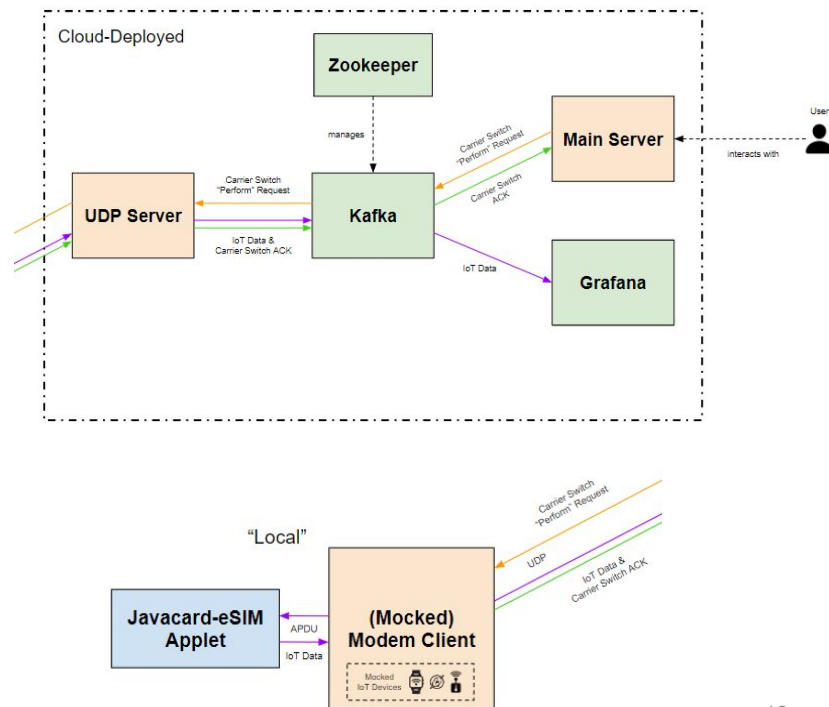 Cloud-Deployed
Zookeeper
manages
Carrier Switch
"Perform" Request
Main Server
User
interacts with
Carrier Switch
ACK
Carrier Switch
"Perform" Request
UDP Server
Kafka
IoT Data &
Carrier Switch ACK
IoT Data
Grafana
Carrier Switch
"Perform" Request
UDP
IoT Data &
Carrier Switch ACK
“Local”
Javacard-eSIM
Applet
APDU
IoT Data
(Mocked)
Modem Client
Mocked
IoT Devices